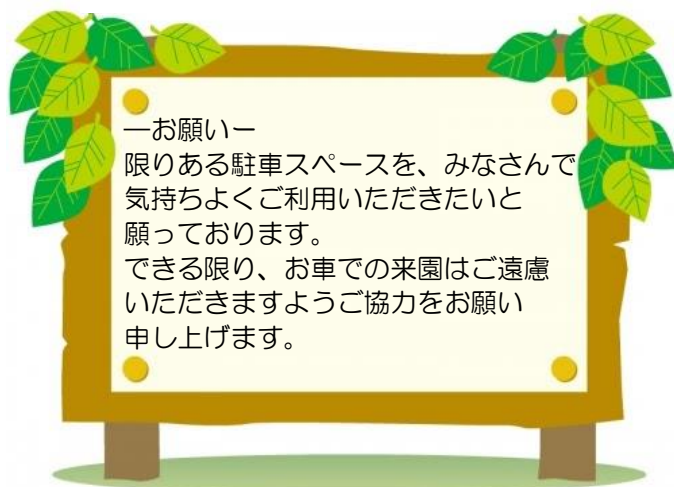 ―お願いー
限りある駐車スペースを、みなさんで
気持ちよくご利用いただきたいと
願っております。
できる限り、お車での来園はご遠慮
いただきますようご協力をお願い
申し上げます。